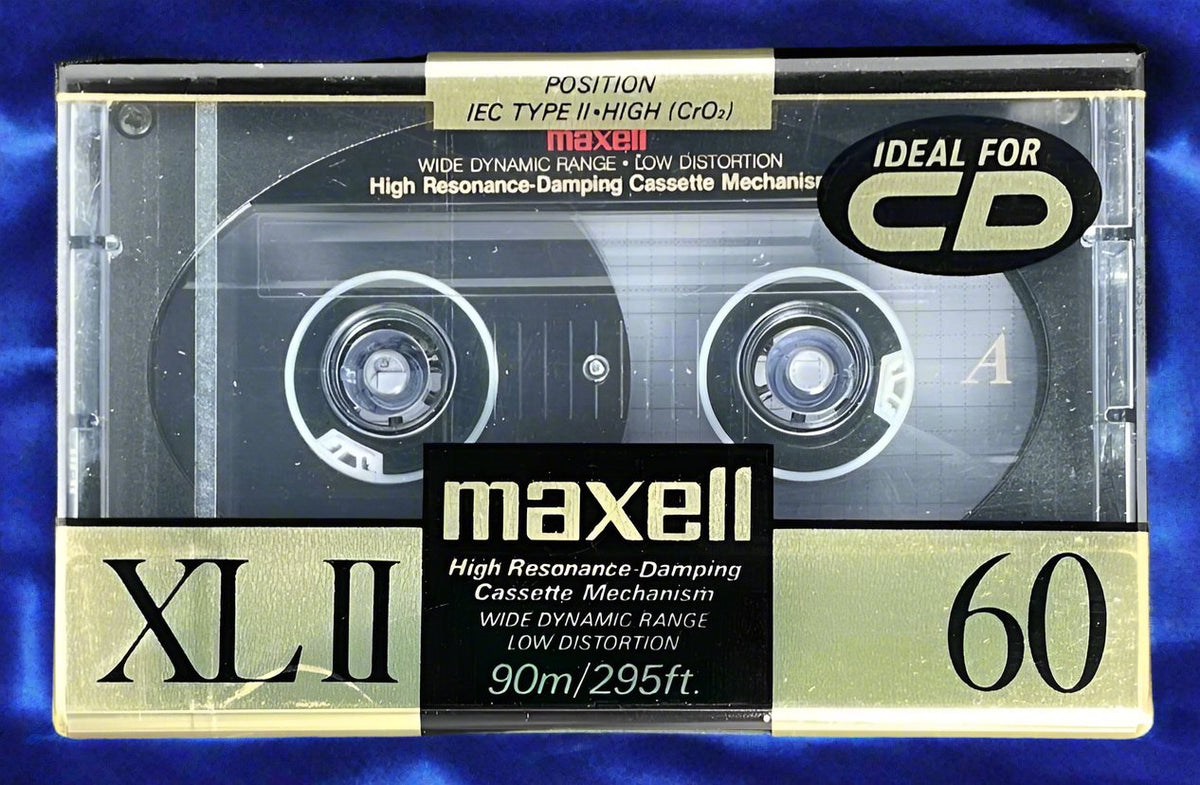 POSITION
IEC TYPE II•HIGH (CrO₂)
maxell
WIDE DYNAMIC RANGE • LOW DISTORTION
High Resonance-Damping Cassette
IDEAL FOR
CD
A
maxell
High Resonance-Damping
Cassette Mechanism
WIDE DYNAMIC RANGE
LOW DISTORTION
90m/295ft.
XL II
60